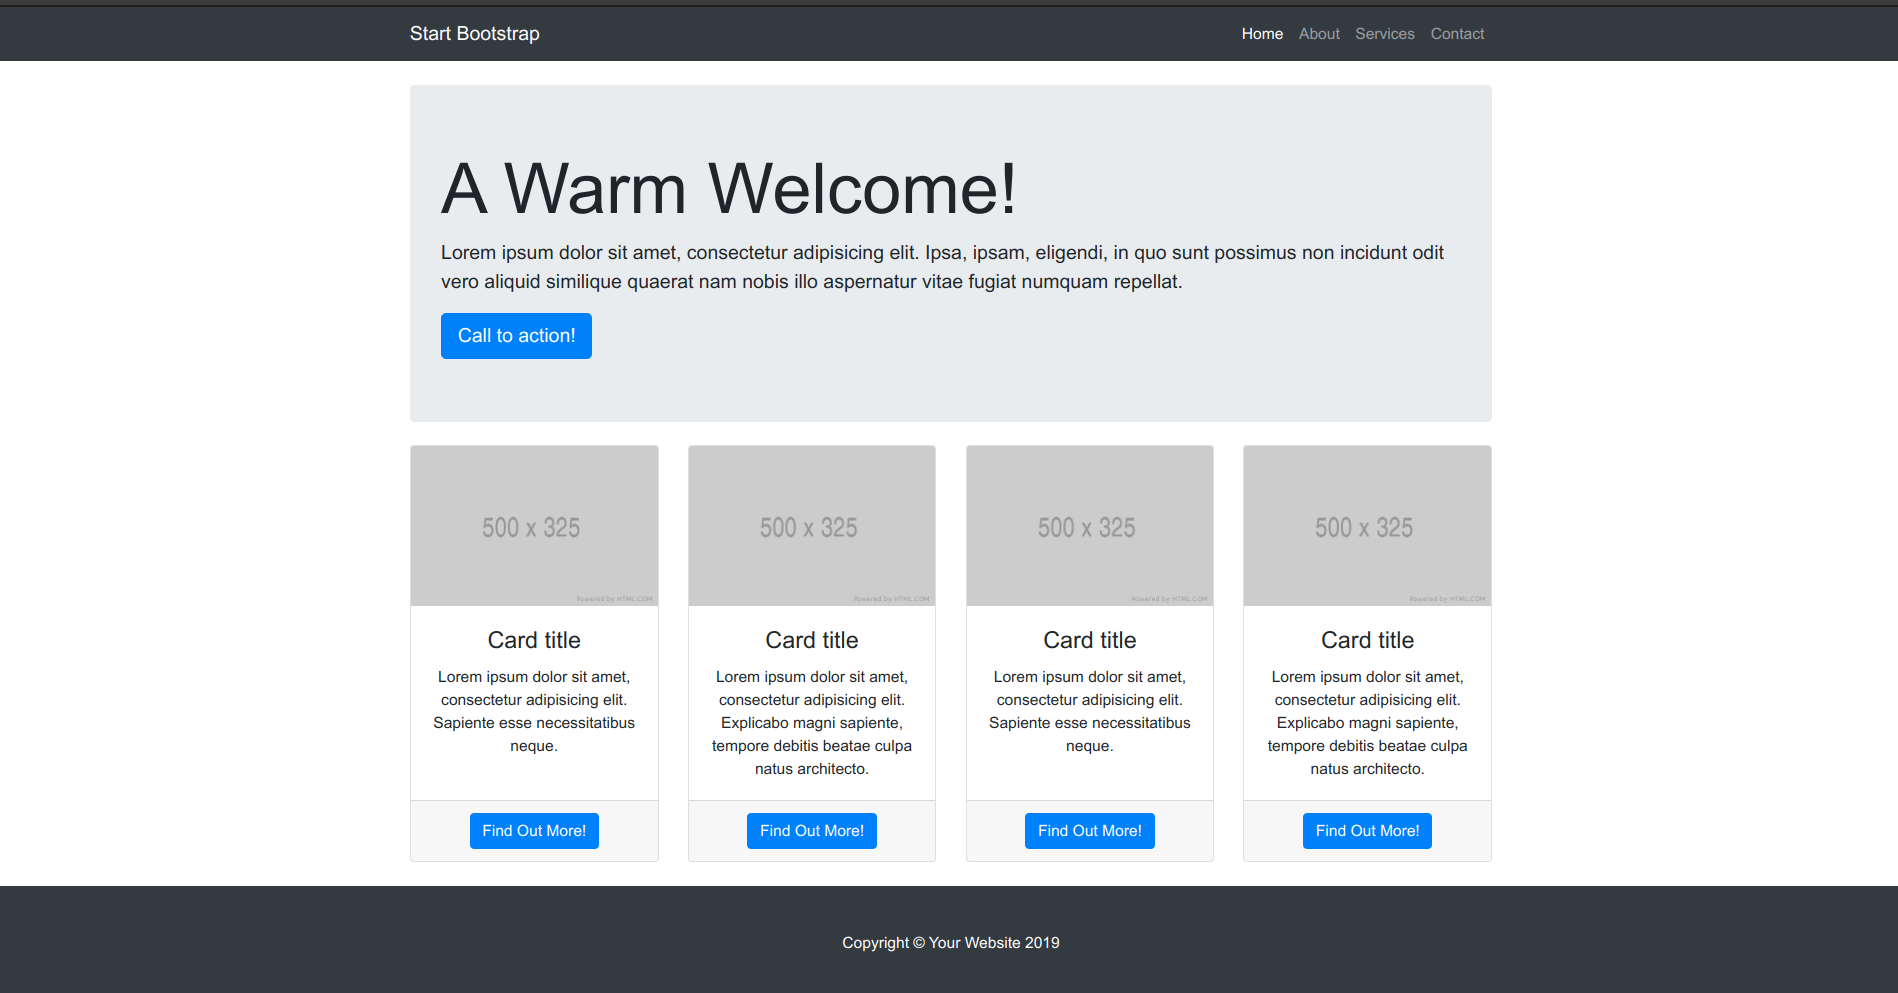 Start Bootstrap
Home About Services Contact
A Warm Welcome!
Lorem ipsum dolor sit amet, consectetur adipisicing elit. Ipsa, ipsam, eligendi, in quo sunt possimus non incidunt odit
vero aliquid similique quaerat nam nobis illo aspernatur vitae fugiat numquam repellat.
Call to action!
500 x 325
Powered by HTML.COM
Card title
Lorem ipsum dolor sit amet,
consectetur adipisicing elit.
Sapiente esse necessitatibus
neque.
Find Out More!
500 x 325
Powered by HTML.COM
Card title
Lorem ipsum dolor sit amet,
consectetur adipisicing elit.
Explicabo magni sapiente,
tempore debitis beatae culpa
natus architecto.
Find Out More!
500 x 325
Powered by HTML.COM
Card title
Lorem ipsum dolor sit amet,
consectetur adipisicing elit.
Sapiente esse necessitatibus
neque.
Find Out More!
500 x 325
Powered by HTML.COM
Card title
Lorem ipsum dolor sit amet,
consectetur adipisicing elit.
Explicabo magni sapiente,
tempore debitis beatae culpa
natus architecto.
Find Out More!
Copyright © Your Website 2019